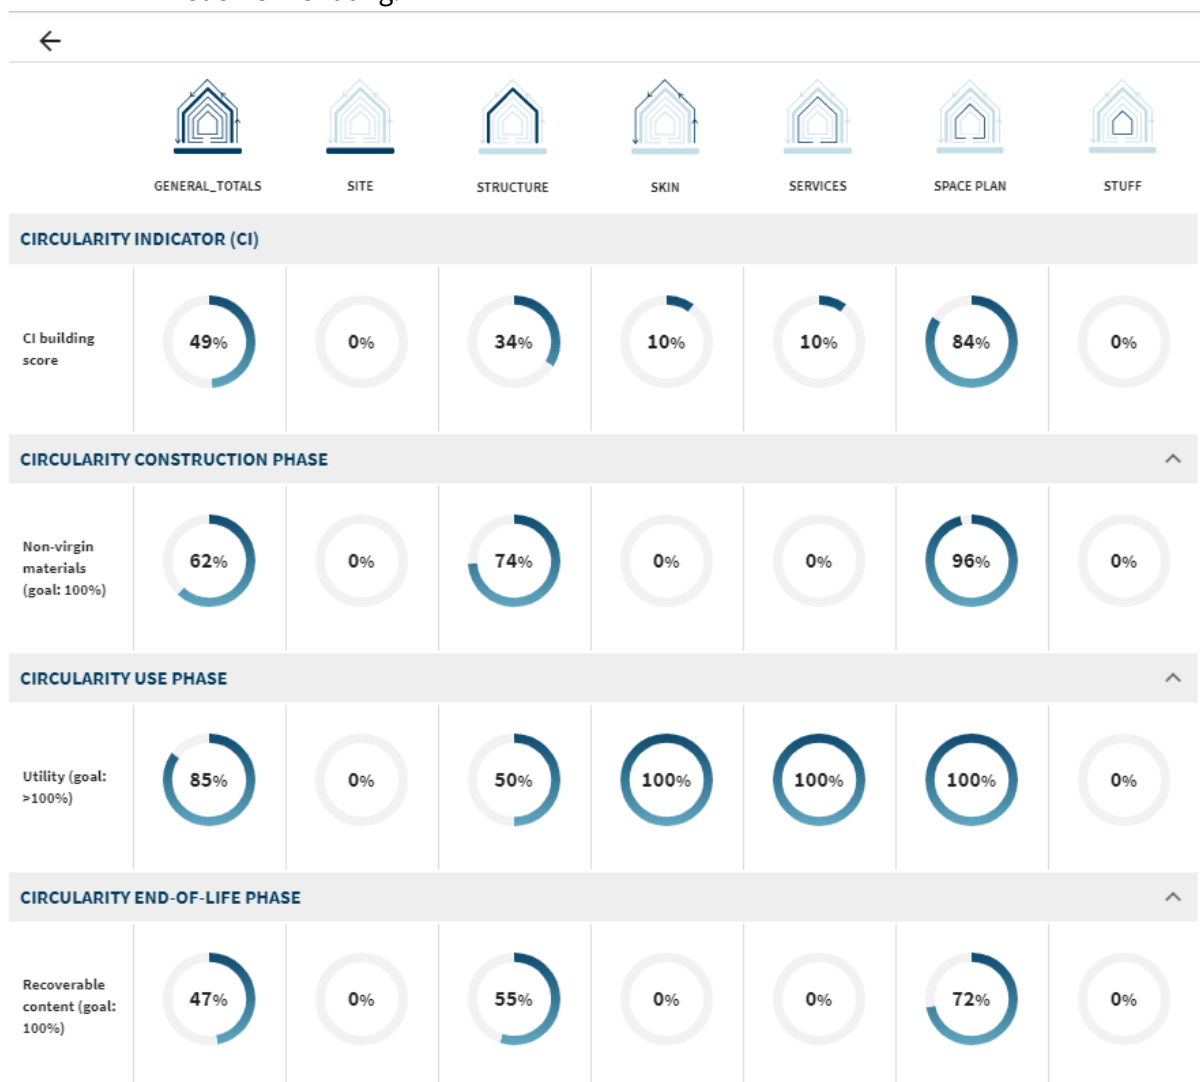 GENERAL_TOTALS SITE STRUCTURE SKIN SERVICES SPACE PLAN STUFF
CIRCULARITY INDICATOR (CI)
CI building
score
49% 0% 34% 10% 10% 84% 0%
CIRCULARITY CONSTRUCTION PHASE
Non-virgin
materials
(goal: 100%)
62% 0% 74% 0% 0% 96% 0%
CIRCULARITY USE PHASE
Utility (goal:
>100%)
85% 0% 50% 100% 100% 100% 0%
CIRCULARITY END-OF-LIFE PHASE
Recoverable
content (goal:
100%)
47% 0% 55% 0% 0% 72% 0%